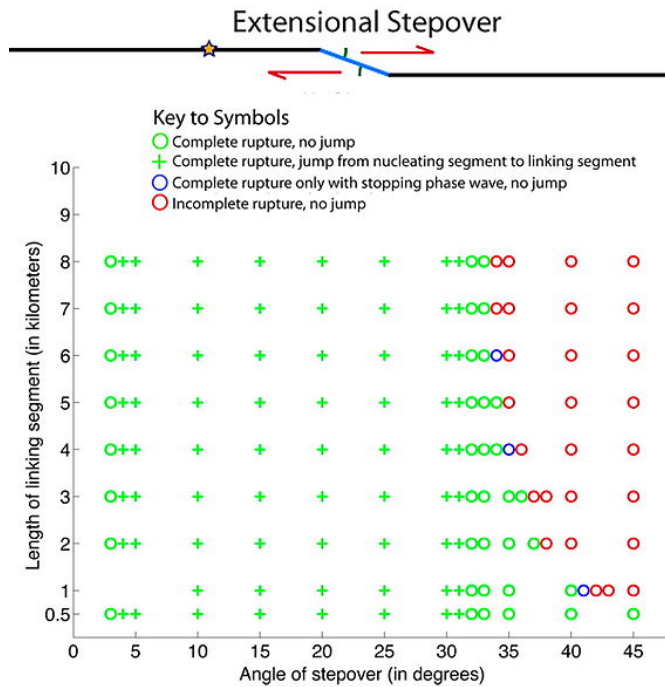 Extensional Stepover
Key to Symbols
Complete rupture, no jump
Complete rupture, jump from nucleating segment to linking segment
Complete rupture only with stopping phase wave, no jump
Incomplete rupture, no jump
Length of linking segment (in kilometers)
10
9
8
7
6
5
4
3
2
1
0.5
0 5 10 15 20 25 30 35 40 45
Angle of stepover (in degrees)